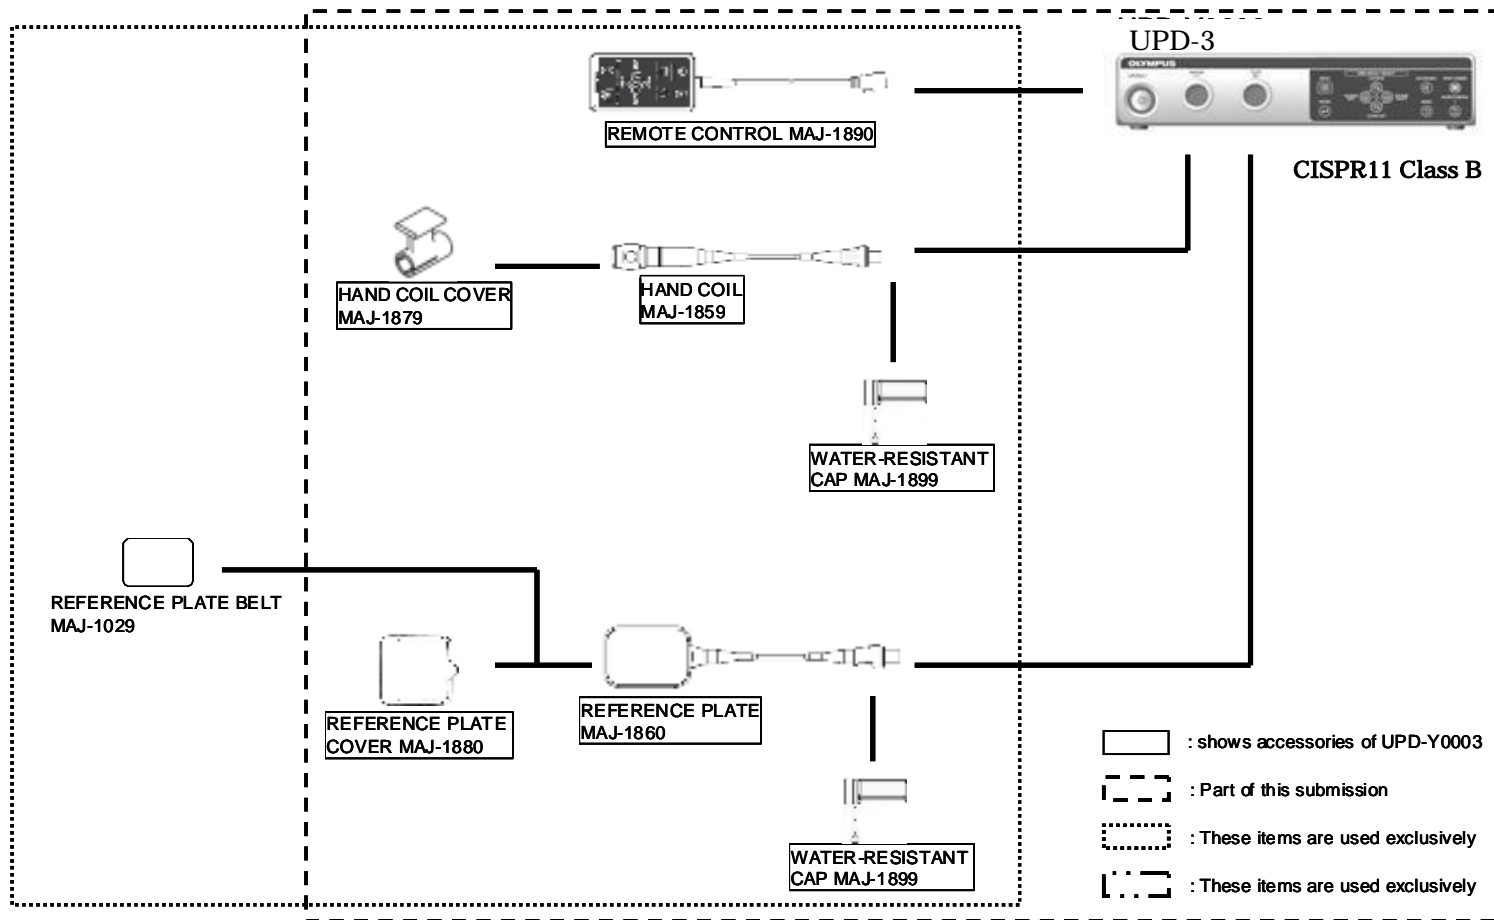 UPD-3
OLYMPUS
REMOTE CONTROL MAJ-1890
CISPR11 Class B
HAND COIL COVER
MAJ-1879
HAND COIL
MAJ-1859
WATER-RESISTANT
CAP MAJ-1899
REFERENCE PLATE BELT
MAJ-1029
REFERENCE PLATE
COVER MAJ-1880
REFERENCE PLATE
MAJ-1860
WATER-RESISTANT
CAP MAJ-1899
: shows accessories of UPD-Y0003
: Part of this submission
: These items are used exclusively
: These items are used exclusively